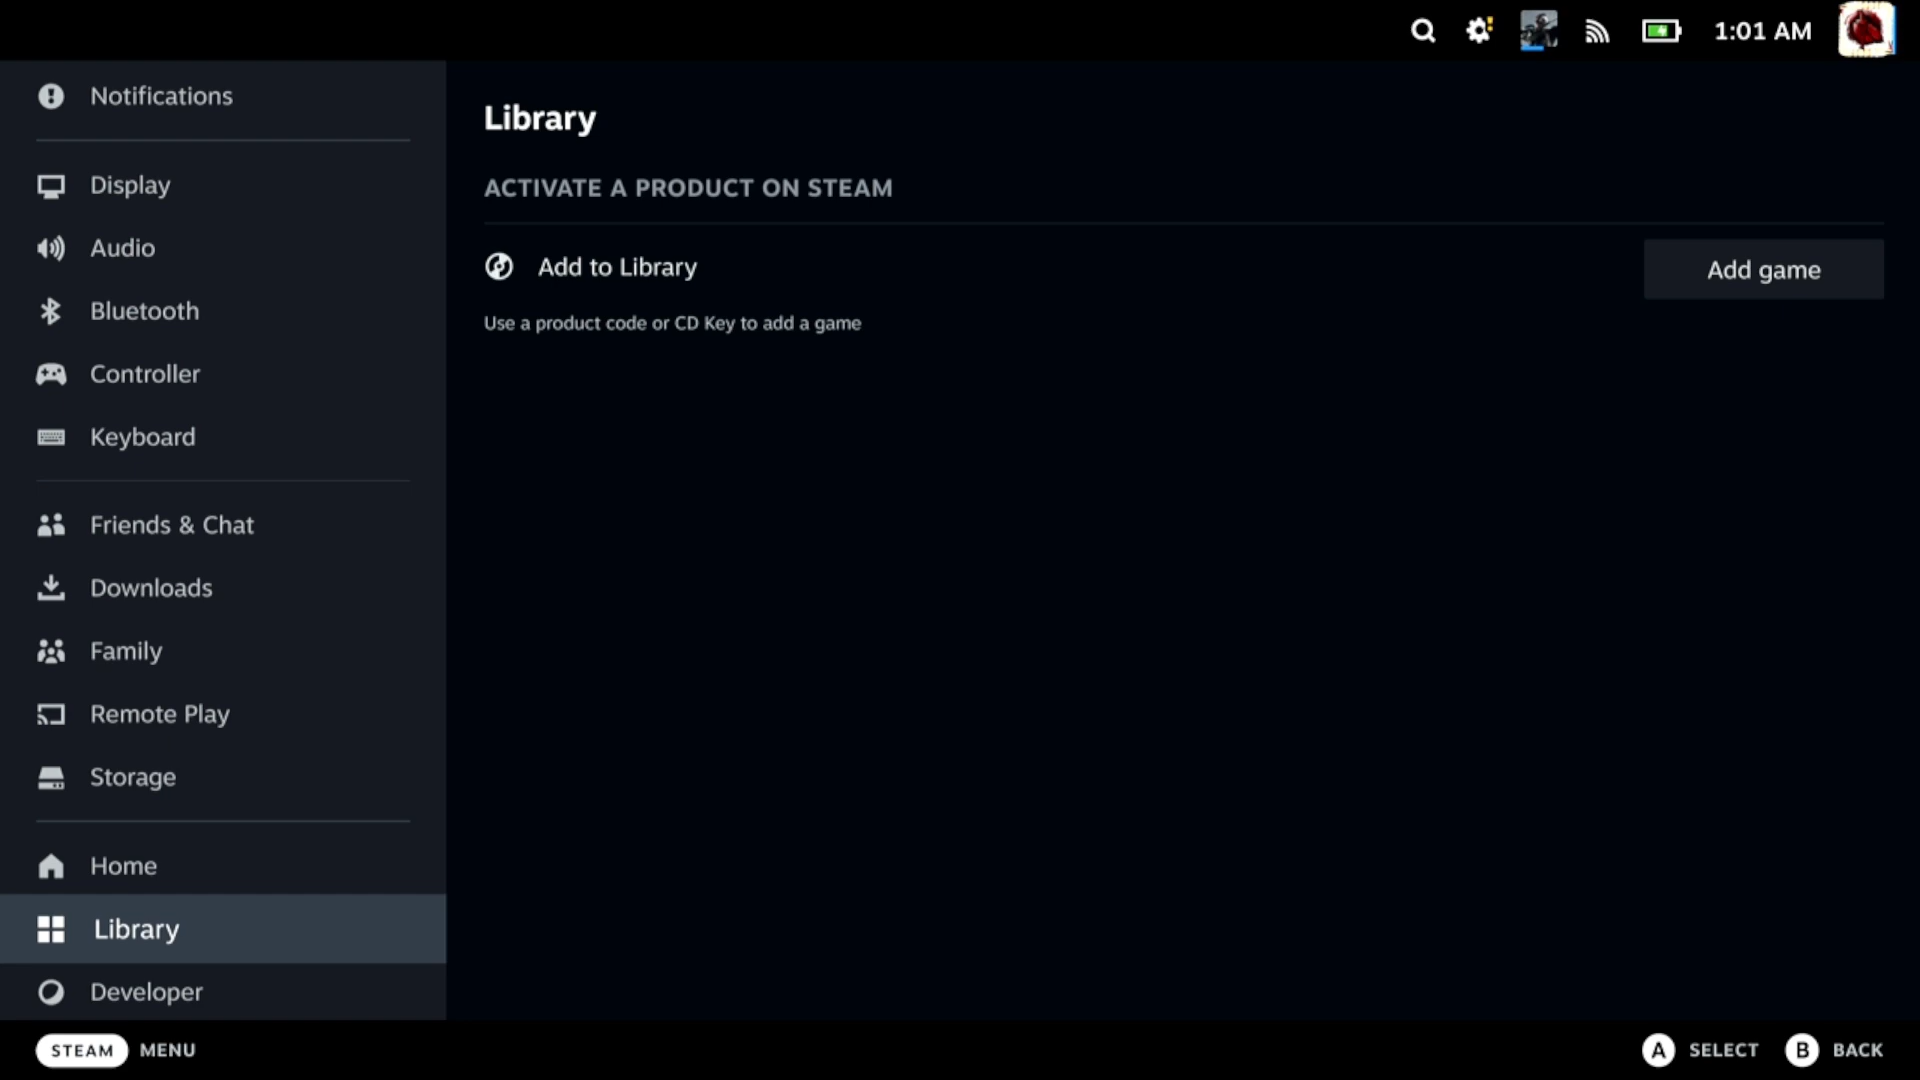 1:01 AM
Notifications
Display
Audio
Bluetooth
Controller
Keyboard
Friends & Chat
Downloads
Family
Remote Play
Storage
Home
Library
Developer
Library
ACTIVATE A PRODUCT ON STEAM
Add to Library
Add game
Use a product code or CD Key to add a game
STEAM MENU
A SELECT B BACK